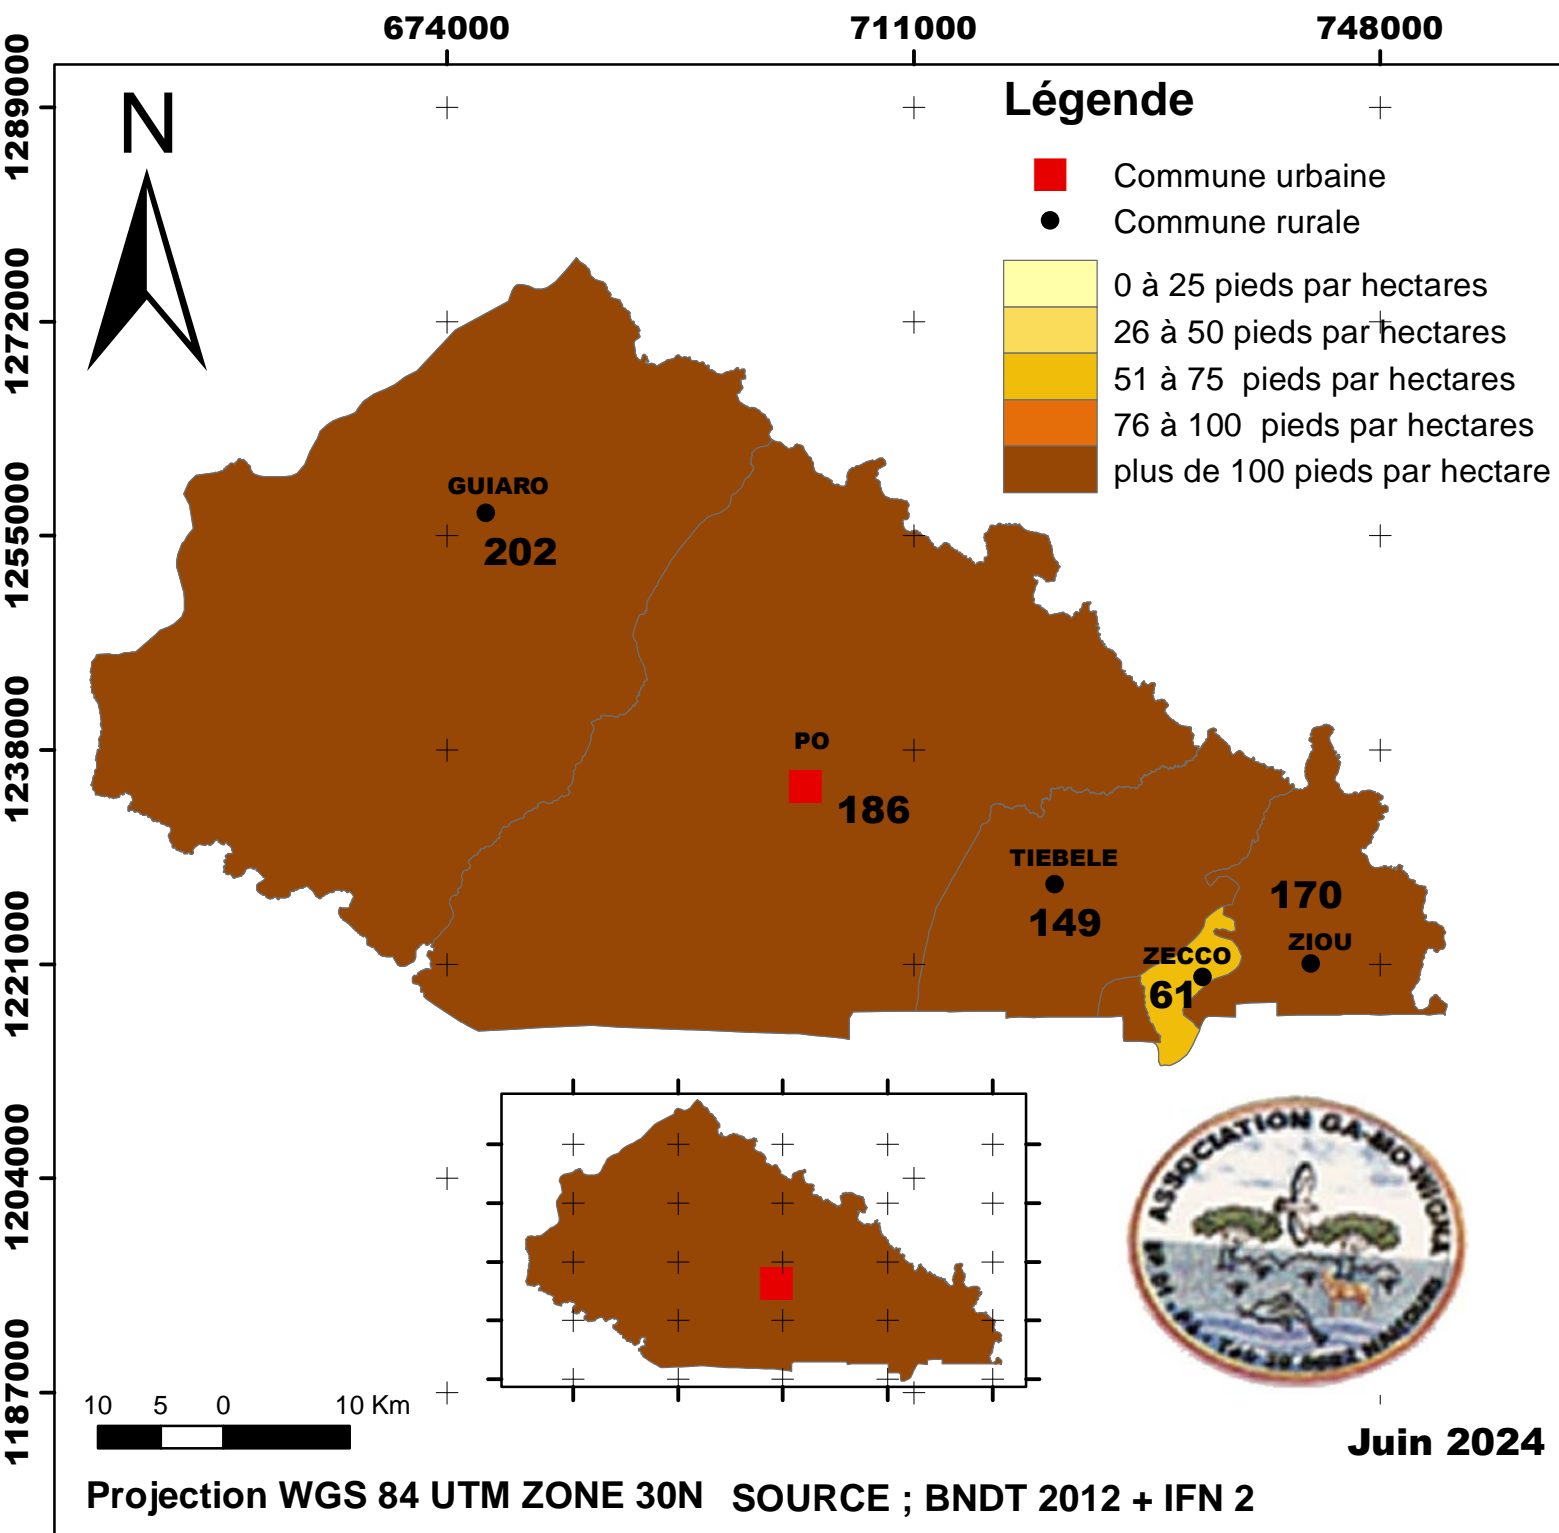 674000 711000 748000
1289000
1272000
1255000
1238000
1221000
1204000
1187000
N
Légende
Commune urbaine
Commune rurale
0 à 25 pieds par hectares
26 à 50 pieds par hectares
51 à 75 pieds par hectares
76 à 100 pieds par hectares
plus de 100 pieds par hectare
GUIARO
202
PO
186
TIEBELE
149
170
ZIOU
ZECCO
61
ASSOCIATION GA-MO-WIGNA
10 5 0 10 Km
Juin 2024
Projection WGS 84 UTM ZONE 30N SOURCE ; BNDT 2012 + IFN 2